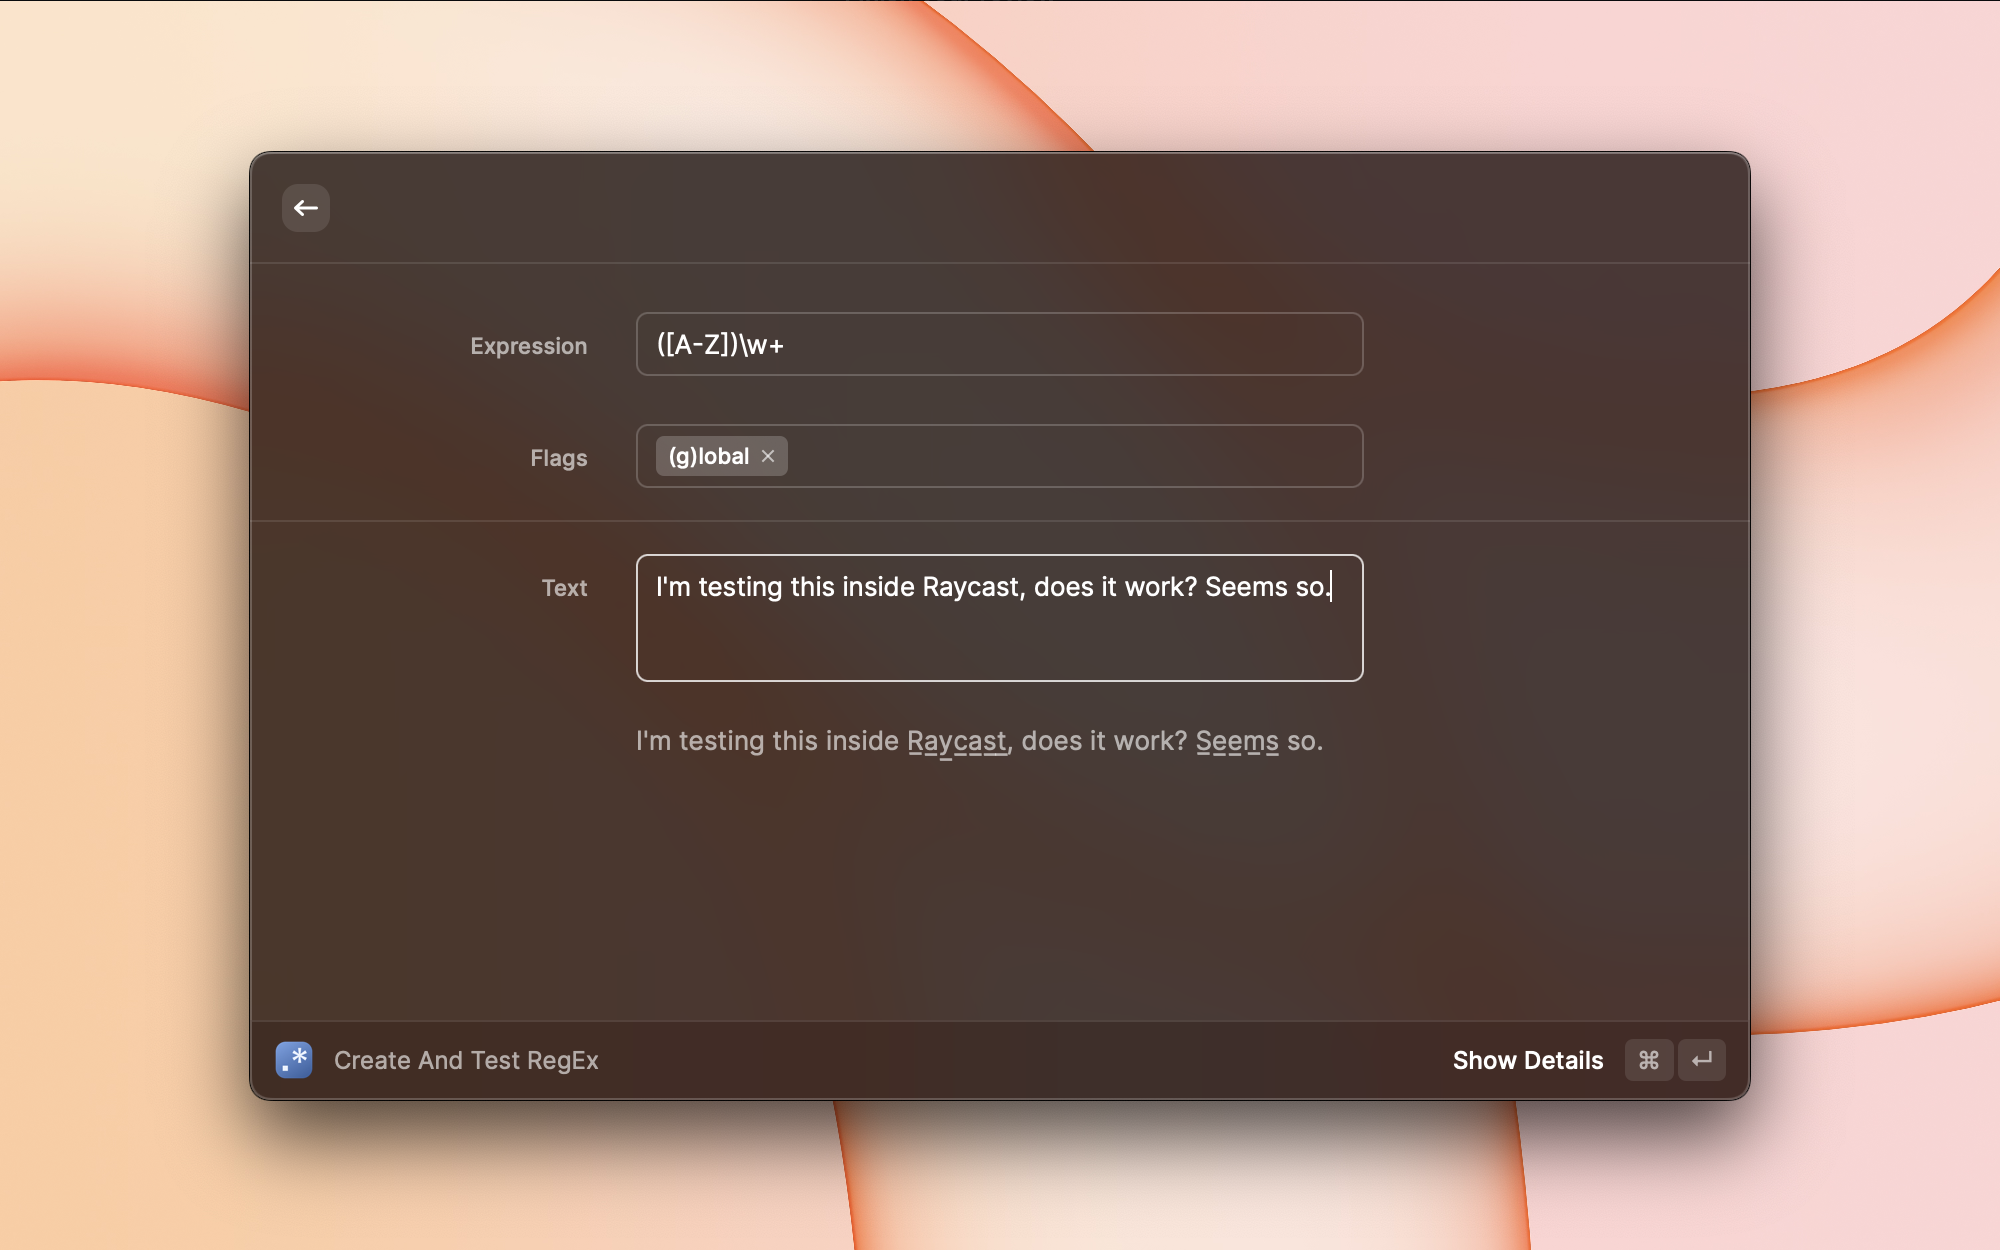 Expression
([A-Z])\w+
Flags
(g)lobal ×
Text
I'm testing this inside Raycast, does it work? Seems so.
I'm testing this inside Raycast, does it work? Seems so.
.*
Create And Test RegEx
Show Details ⌘ ↵